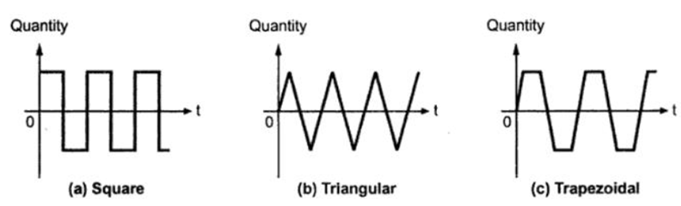 Quantity
0
t
(a) Square
Quantity
0
t
(b) Triangular
Quantity
0
t
(c) Trapezoidal